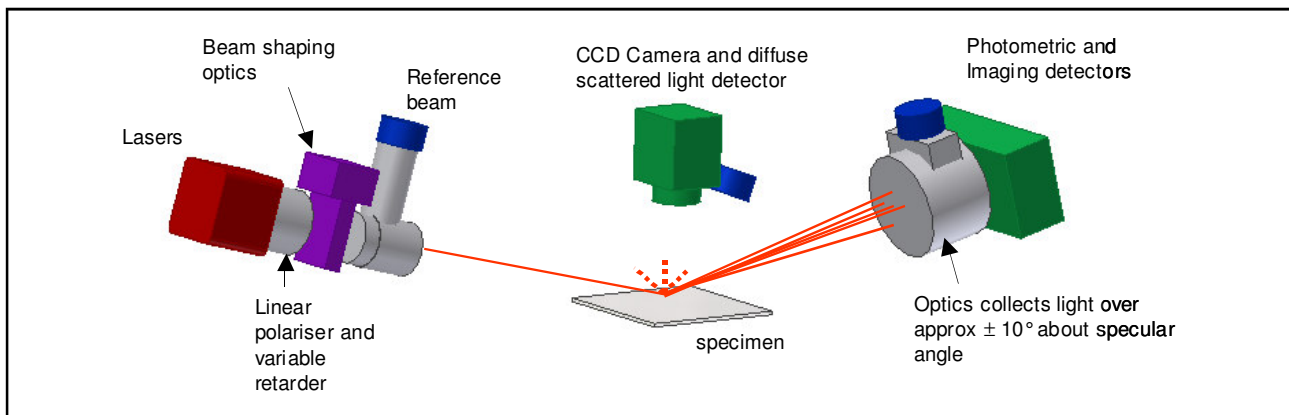 Beam shaping
optics
Reference
beam
CCD Camera and diffuse
scattered light detector
Photometric and
Imaging detectors
Lasers
Linear
polariser and
variable
retarder
specimen
Optics collects light over
approx ± 10° about specular
angle